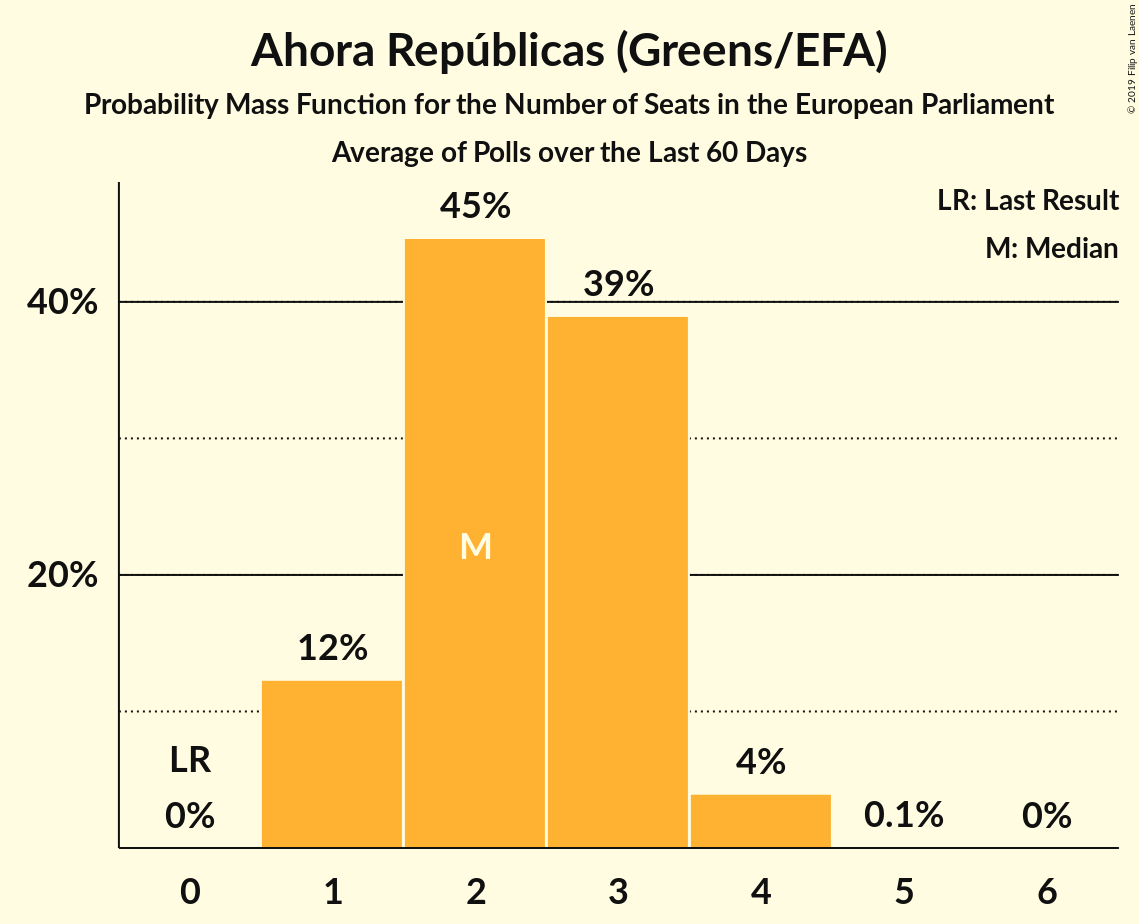 Ahora Repúblicas (Greens/EFA)
Probability Mass Function for the Number of Seats in the European Parliament
Average of Polls over the Last 60 Days
© 2019 Filip van Laenen
LR: Last Result
M: Median
45%
39%
40%
M
20%
12%
LR
4%
0%
0.1%
0%
0 1 2 3 4 5 6